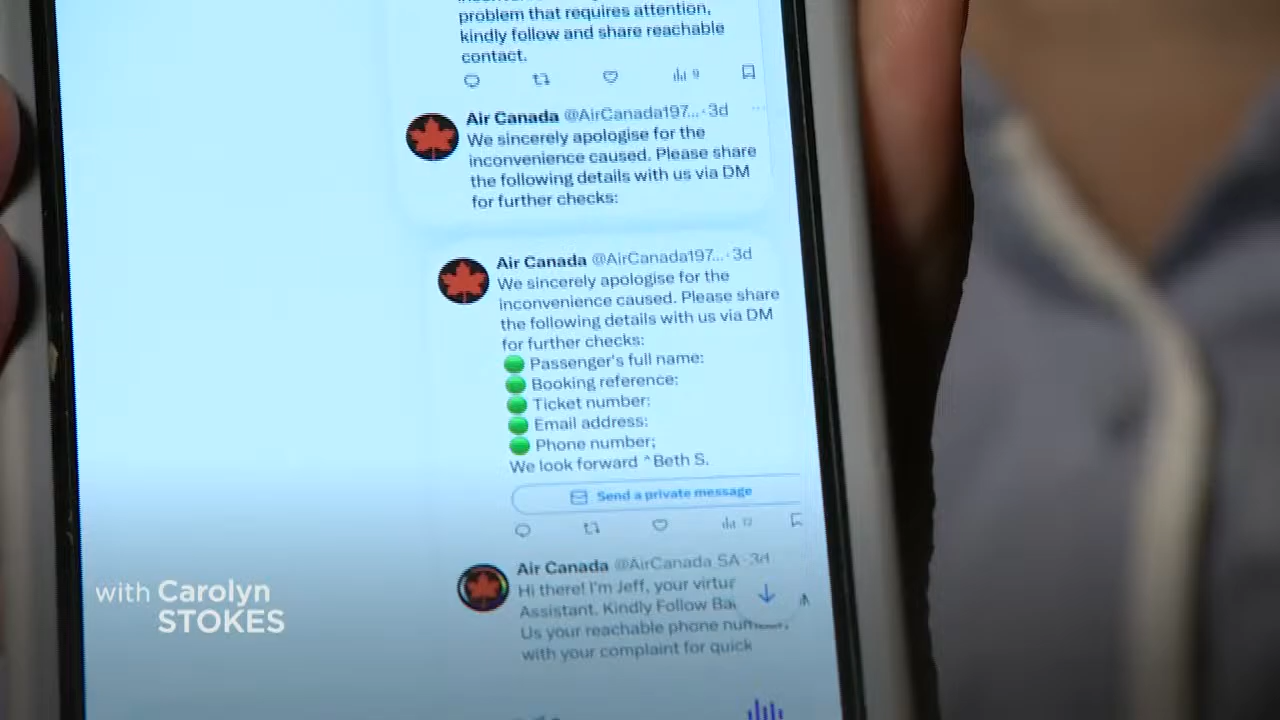 problem that requires attention,
kindly follow and share reachable
contact.
9
Air Canada @AirCanada197... · 3d
We sincerely apologise for the
inconvenience caused. Please share
the following details with us via DM
for further checks:
Air Canada @AirCanada197... · 3d
We sincerely apologise for the
inconvenience caused. Please share
the following details with us via DM
for further checks:
Passenger's full name:
Booking reference:
Ticket number:
Email address:
Phone number;
We look forward ^Beth S.
Send a private message
Air Canada @AirCanada_SA · 3d
Hi there! I'm Jeff, your virtu
Assistant. Kindly Follow Ba
Us your reachable phone
with your complaint for quick
with Carolyn
STOKES